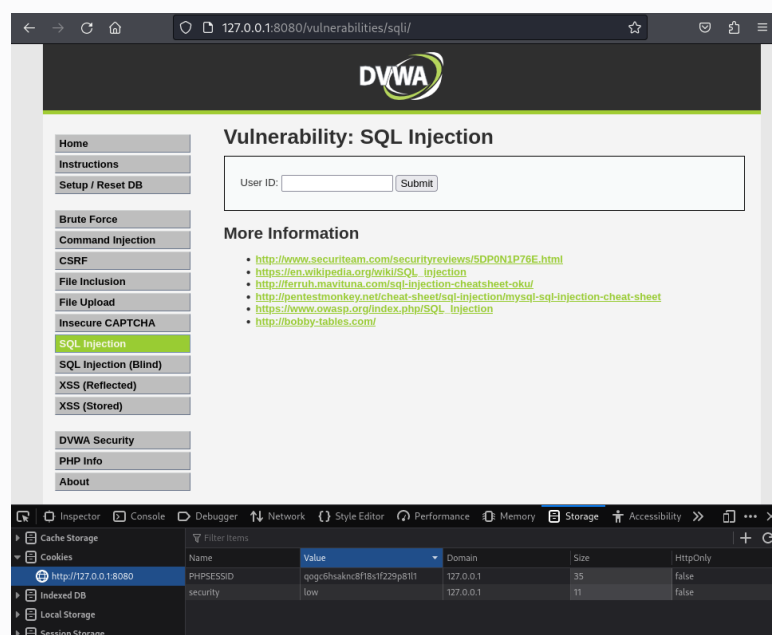 127.0.0.1:8080/vulnerabilities/sqli/
DVWA
Home
Instructions
Setup / Reset DB
Brute Force
Command Injection
CSRF
File Inclusion
File Upload
Insecure CAPTCHA
SQL Injection
SQL Injection (Blind)
XSS (Reflected)
XSS (Stored)
DVWA Security
PHP Info
About
Vulnerability: SQL Injection
User ID: Submit
More Information
http://www.securiteam.com/securityreviews/5DP0N1P76E.html
https://en.wikipedia.org/wiki/SQL_injection
http://ferruh.mavituna.com/sql-injection-cheatsheet-oku/
http://pentestmonkey.net/cheat-sheet/sql-injection/mysql-sql-injection-cheat-sheet
https://www.owasp.org/index.php/SQL_Injection
http://bobby-tables.com/
Inspector Console Debugger Network Style Editor Performance Memory Storage Accessibility
Cache Storage
Cookies
http://127.0.0.1:8080
Indexed DB
Local Storage
Session Storage
Filter Items
Name Value Domain Size HttpOnly
PHPSESSID 127.0.0.1 35 false
security low 127.0.0.1 11 false